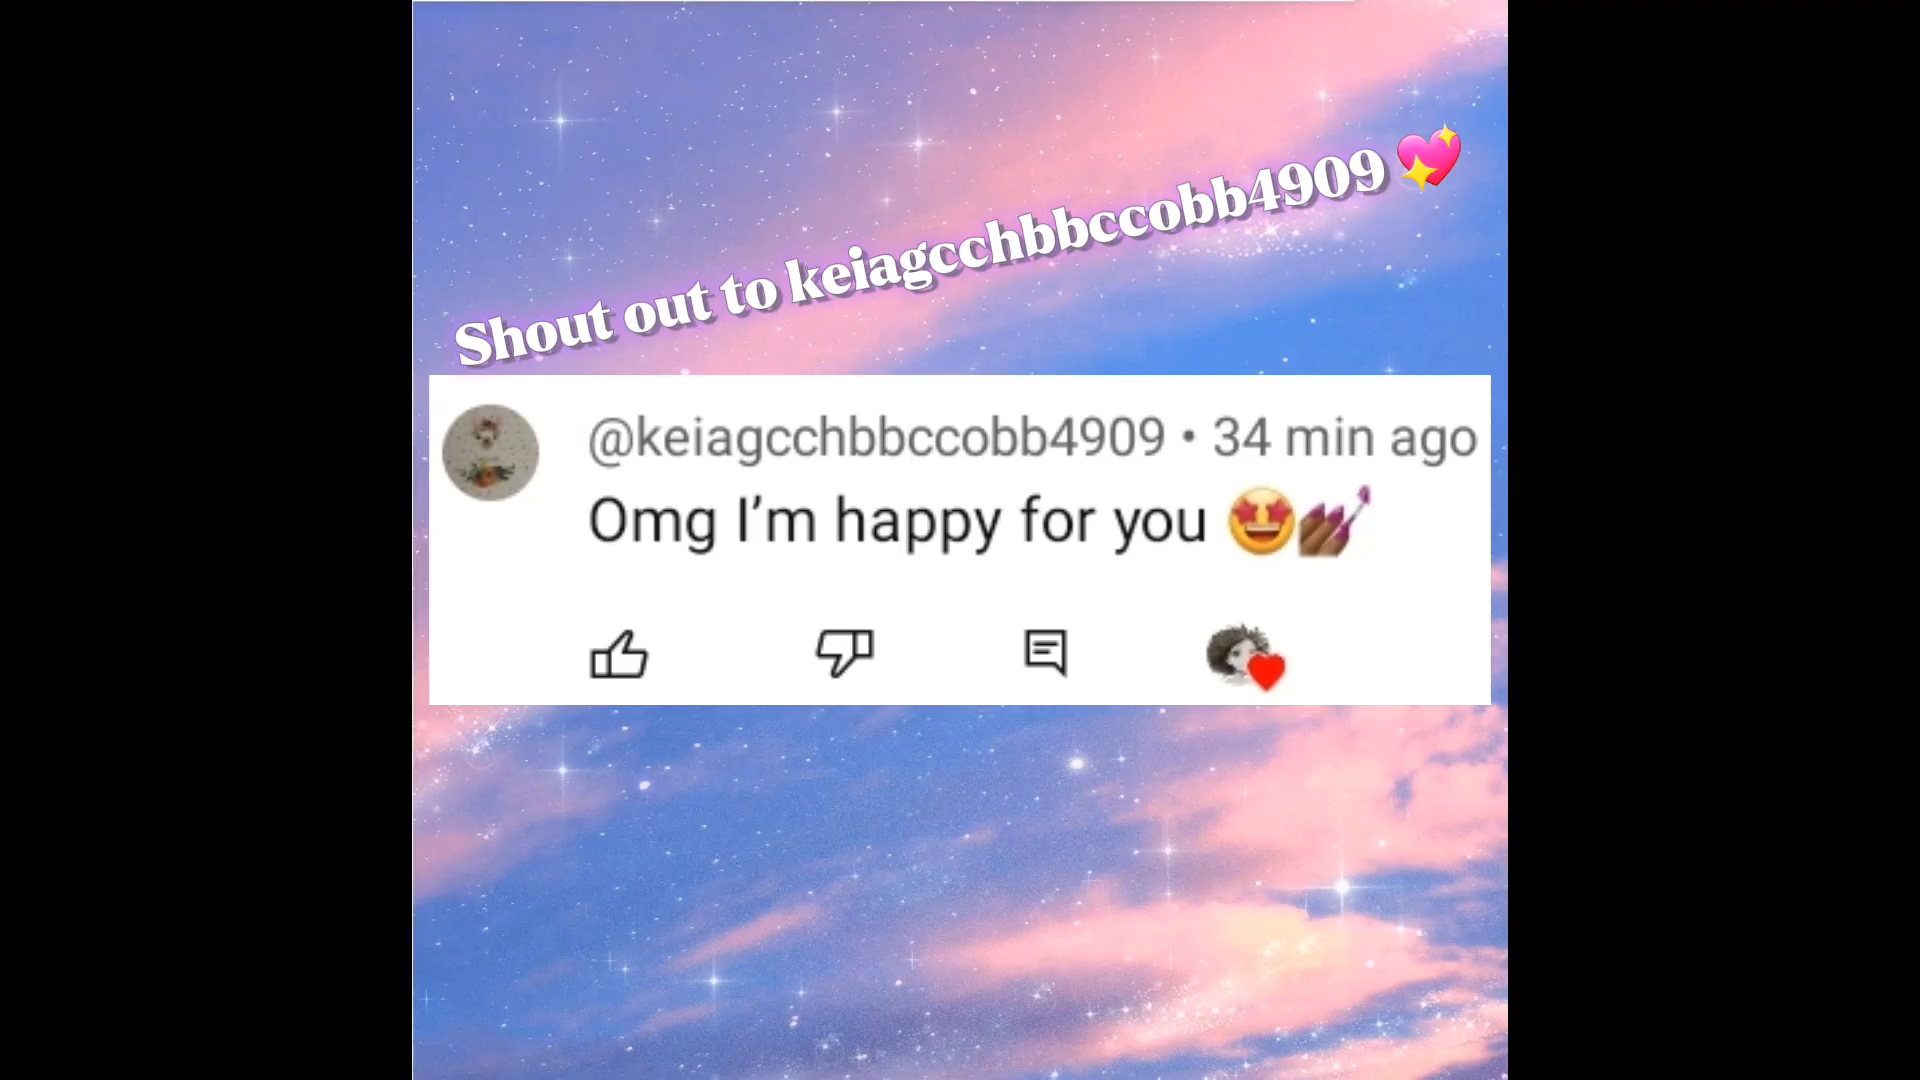 Shout out to keiagcchbbccobb4909 💖
@keiagcchbbccobb4909 • 34 min ago
Omg I'm happy for you 🤩💅🏾